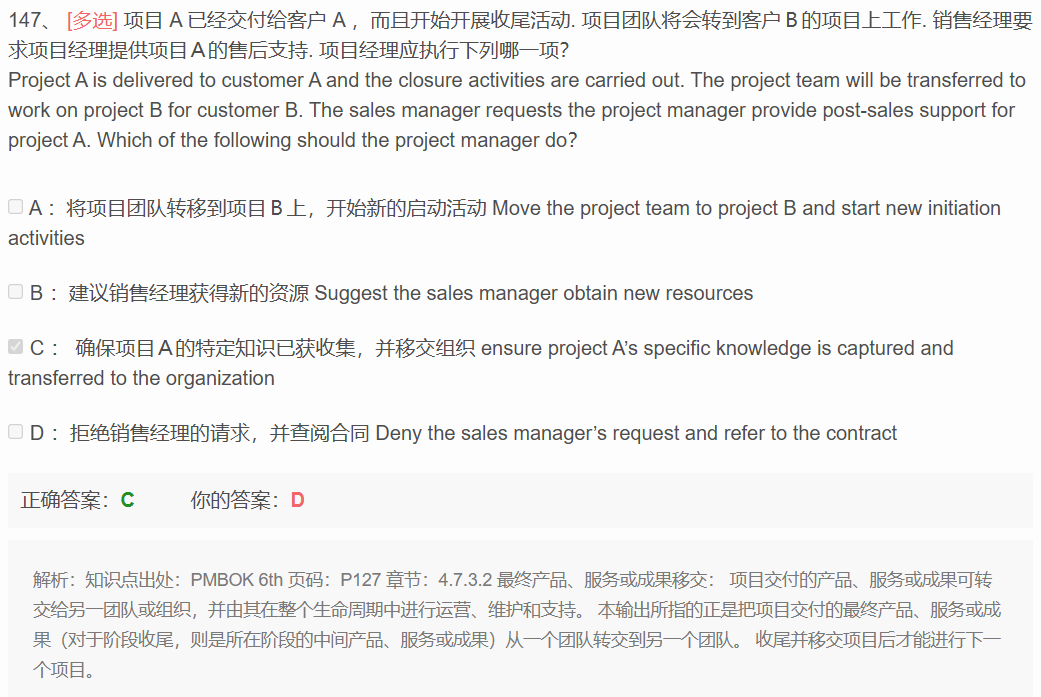 147、 [多选] 项目 A 已经交付给客户 A ，而且开始开展收尾活动. 项目团队将会转到客户 B 的项目上工作. 销售经理要
求项目经理提供项目 A 的售后支持. 项目经理应执行下列哪一项?
Project A is delivered to customer A and the closure activities are carried out. The project team will be transferred to
work on project B for customer B. The sales manager requests the project manager provide post-sales support for
project A. Which of the following should the project manager do?
A ：将项目团队转移到项目 B 上，开始新的启动活动 Move the project team to project B and start new initiation
activities
B ：建议销售经理获得新的资源 Suggest the sales manager obtain new resources
C ： 确保项目 A 的特定知识已获收集，并移交组织 ensure project A’s specific knowledge is captured and
transferred to the organization
D ：拒绝销售经理的请求，并查阅合同 Deny the sales manager’s request and refer to the contract
正确答案：C 你的答案：D
解析：知识点出处：PMBOK 6th 页码：P127 章节：4.7.3.2 最终产品、服务或成果移交： 项目交付的产品、服务或成果可转
交给另一团队或组织，并由其在整个生命周期中进行运营、维护和支持。 本输出所指的正是把项目交付的最终产品、服务或成
果（对于阶段收尾，则是所在阶段的中间产品、服务或成果）从一个团队转交到另一个团队。 收尾并移交项目后才能进行下一
个项目。